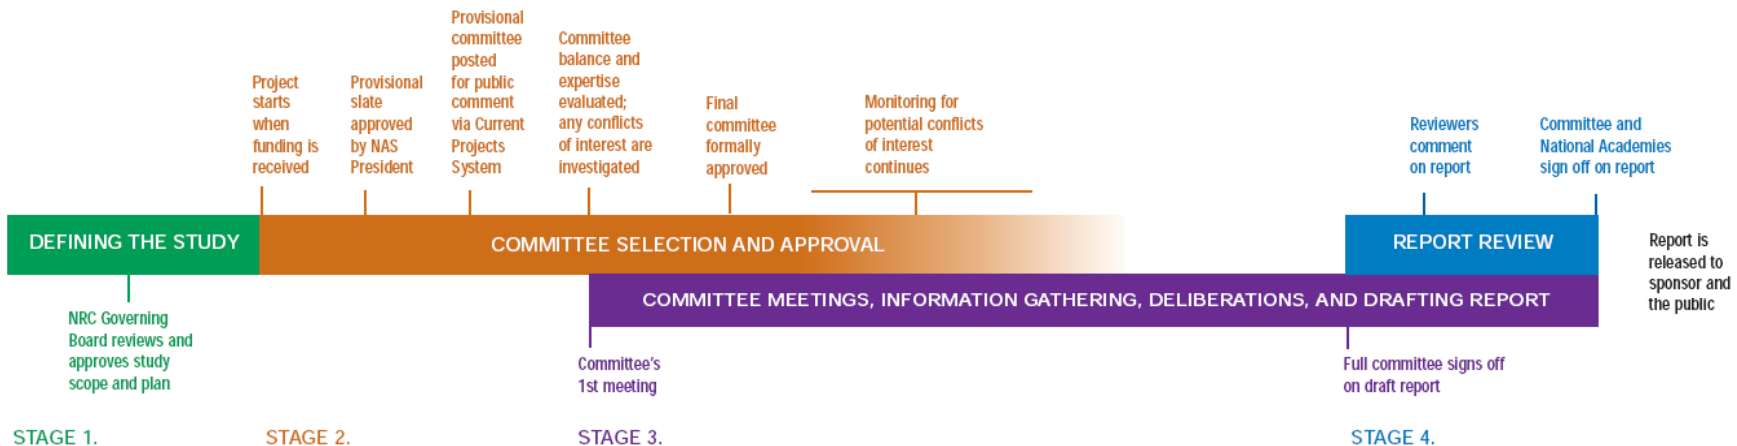 Project
starts
when
funding is
received
Provisional
slate
approved
by NAS
President
Provisional
committee
posted
for public
comment
via Current
Projects
System
Committee
balance and
expertise
evaluated;
any conflicts
of interest are
investigated
Final
committee
formally
approved
Monitoring for
potential conflicts
of interest
continues
Reviewers
comment
on report
Committee and
National Academies
sign off on report
DEFINING THE STUDY
COMMITTEE SELECTION AND APPROVAL
REPORT REVIEW
Report is
released to
sponsor and
the public
COMMITTEE MEETINGS, INFORMATION GATHERING, DELIBERATIONS, AND DRAFTING REPORT
NRC Governing
Board reviews and
approves study
scope and plan
Committee's
1st meeting
Full committee signs off
on draft report
STAGE 1.
STAGE 2.
STAGE 3.
STAGE 4.